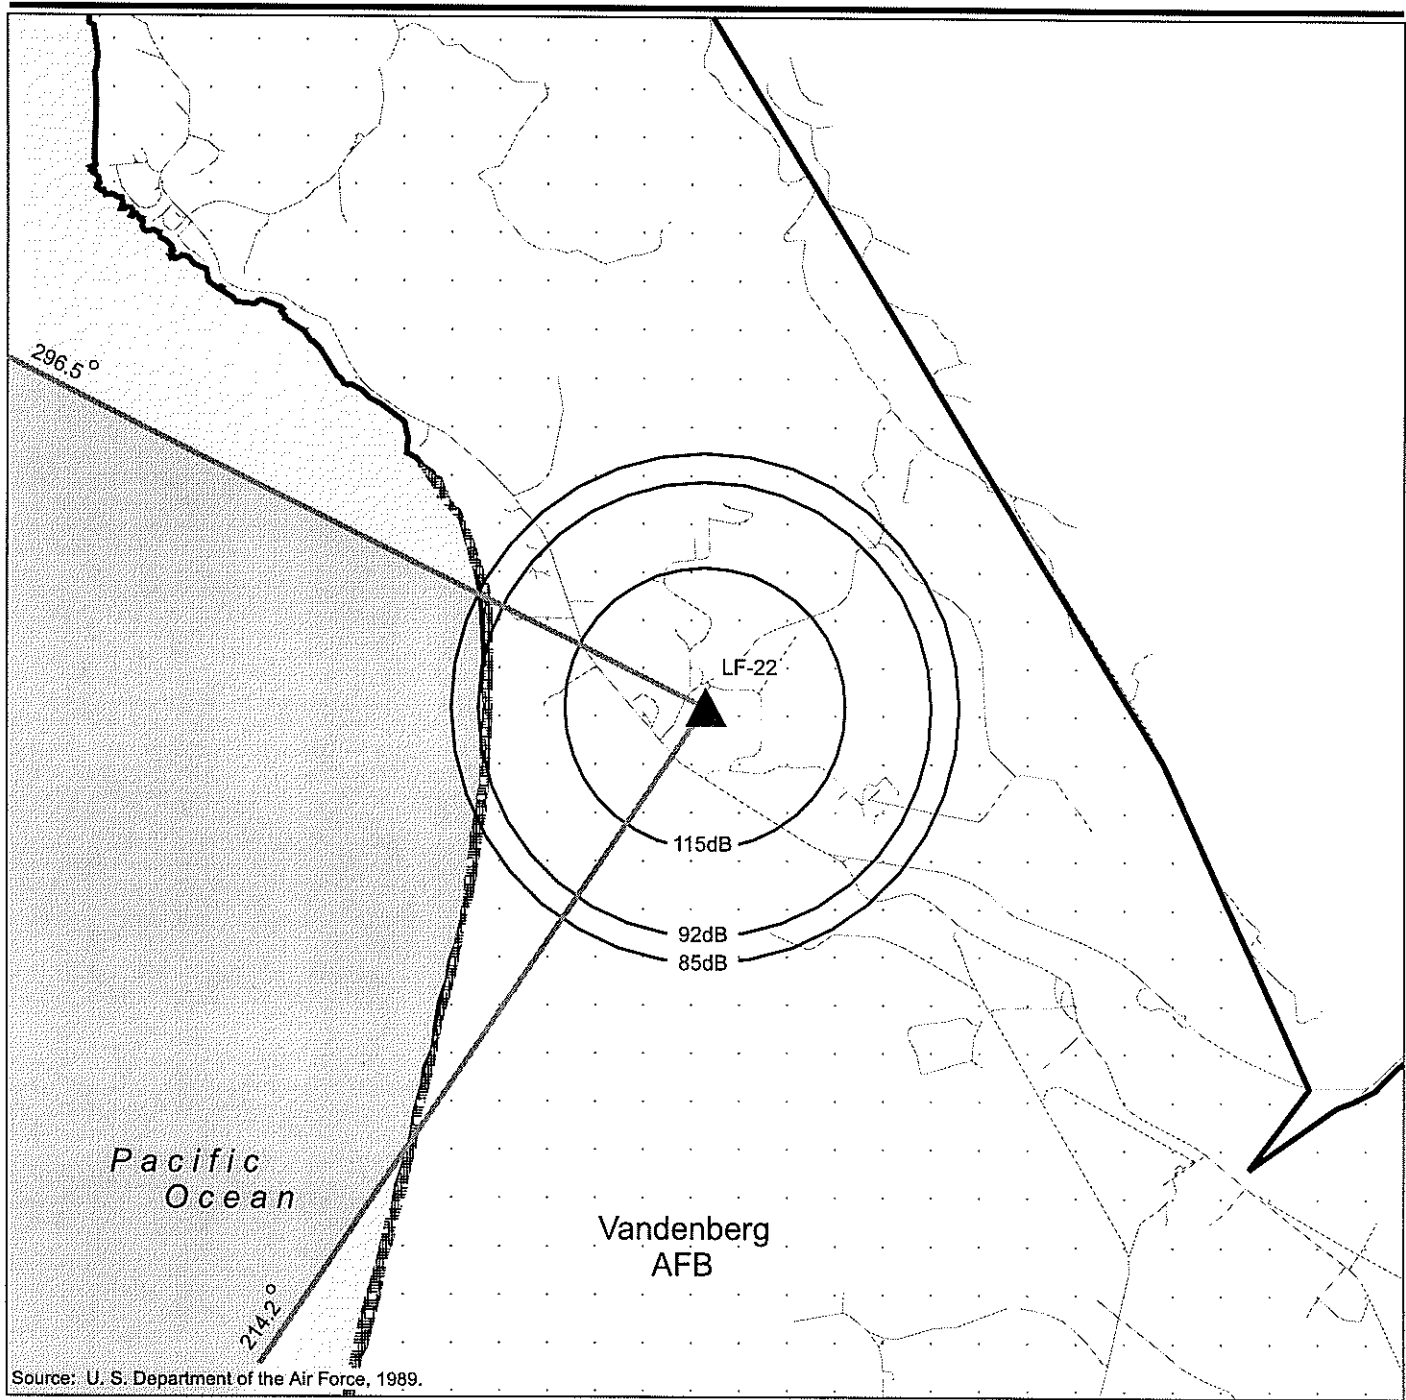 296.5°
LF-22
115dB
92dB
85dB
Pacific
Ocean
Vandenberg
AFB
214.2°
Source: U. S. Department of the Air Force, 1989.